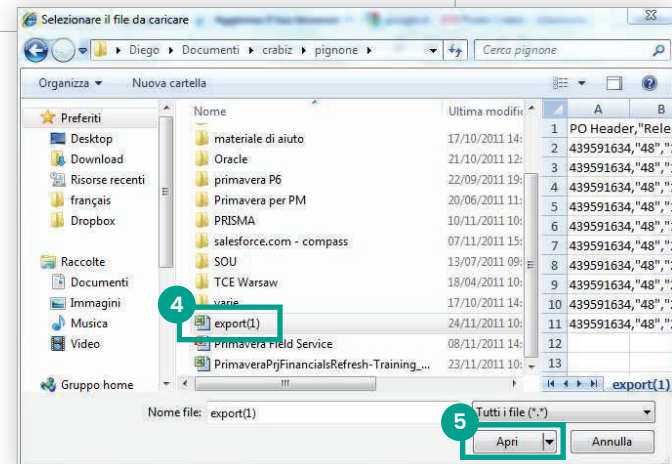 Selezionare il file da caricare
Diego ▸ Documenti ▸ crabiz ▸ pignone ▸
Cerca pignone
Organizza ▾ Nuova cartella
Preferiti
Desktop
Download
Risorse recenti
français
Dropbox
Raccolte
Documenti
Immagini
Musica
Video
Gruppo home
Nome Ultima modific
materiale di aiuto 17/10/2011 14:
Oracle 21/10/2011 12:
primavera P6 22/09/2011 19:
Primavera per PM 20/06/2011 11:
PRISMA 10/11/2011 10:
salesforce.com - compass 07/11/2011 15:
SOU 13/07/2011 09:
TCE Warsaw 18/04/2011 10:
varie 17/10/2011 14:
4
export(1) 24/11/2011 10:
Primavera Field Service 08/11/2011 14:
PrimaveraPrjFinancialsRefresh-Training_... 23/11/2011 10:
A B
1 PO Header,"Rele
2 439591634,"48","
3 439591634,"48","
4 439591634,"48","
5 439591634,"48","
6 439591634,"48","
7 439591634,"48","
8 439591634,"48","
9 439591634,"48","
10 439591634,"48","
11 439591634,"48","
12
13
export(1)
Nome file: export(1)
Tutti i file (*.*)
5
Apri
Annulla